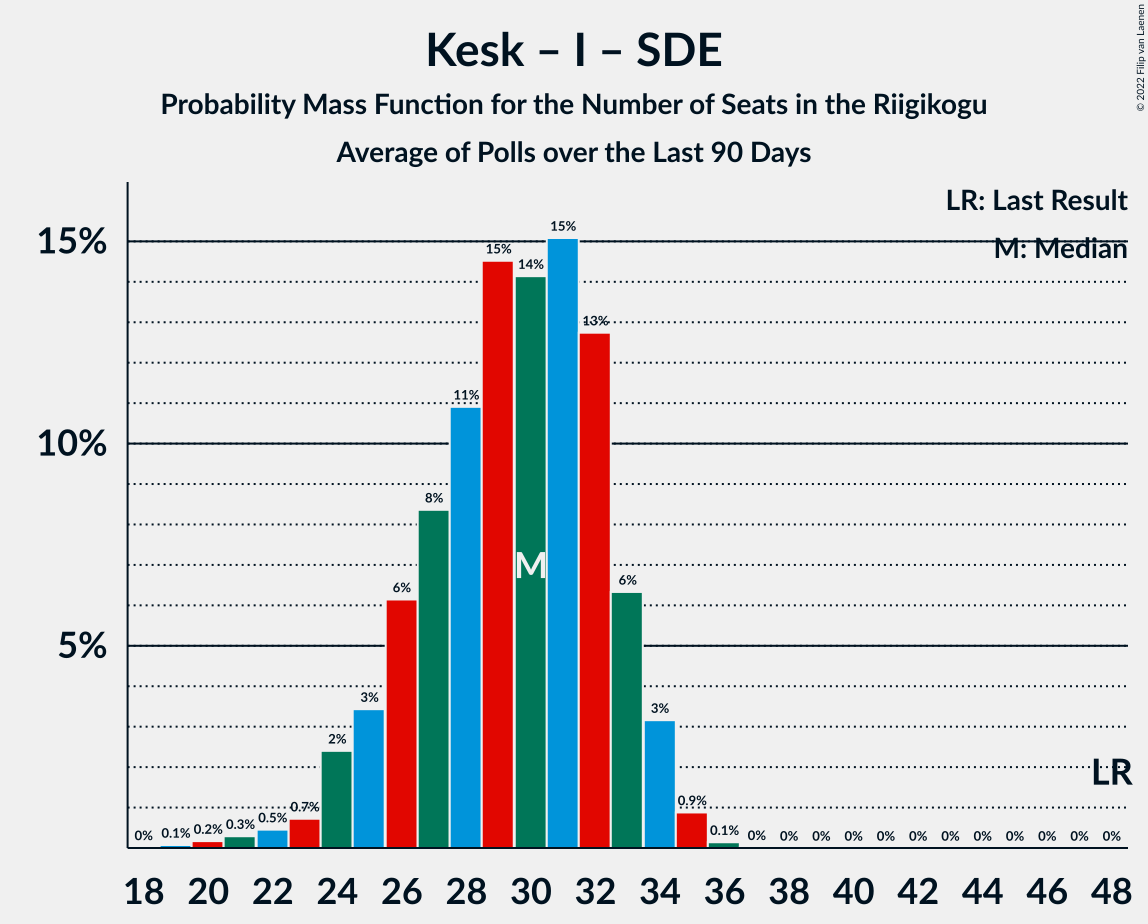 Kesk – I – SDE
Probability Mass Function for the Number of Seats in the Riigikogu
Average of Polls over the Last 90 Days
© 2022 Filip van Laenen
LR: Last Result
M: Median
15%
10%
5%
0% 0.1% 0.2% 0.3% 0.5% 0.7% 2% 3% 6% 8% 11% 15% 14% 15% 13% 6% 3% 0.9% 0.1% 0% 0% 0% 0% 0% 0% 0% 0% 0% 0% 0% 0%
M
LR
18 20 22 24 26 28 30 32 34 36 38 40 42 44 46 48